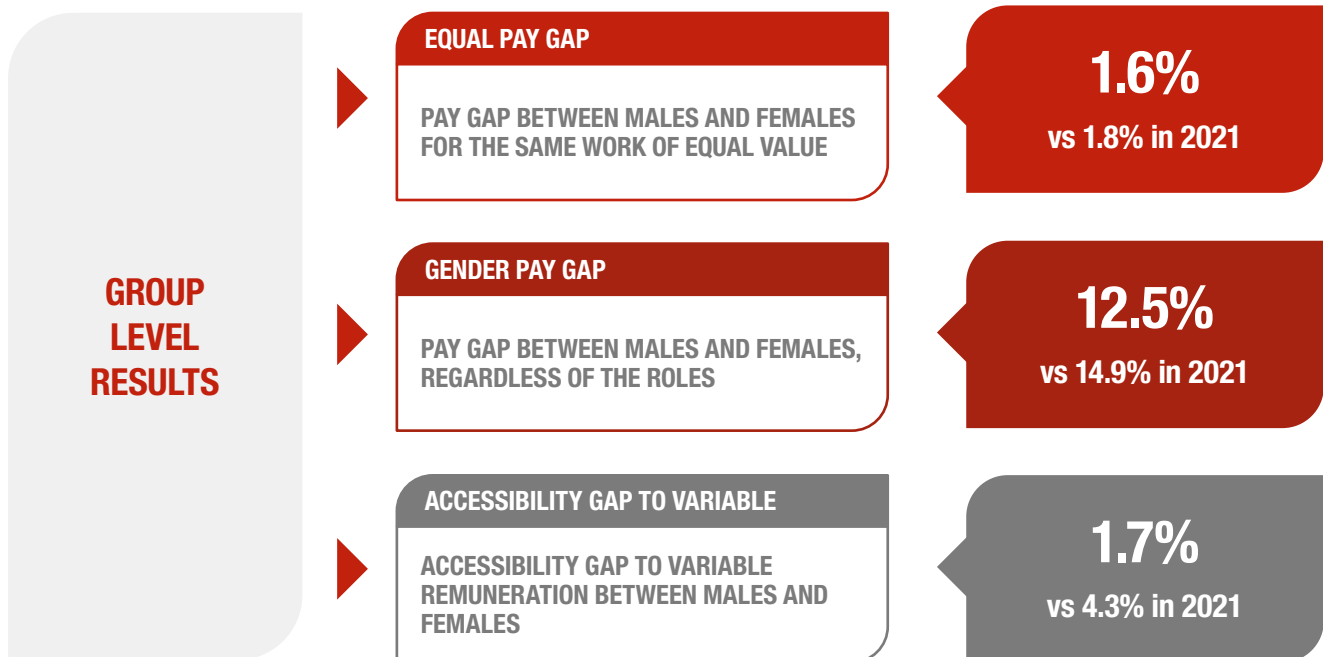 GROUP
LEVEL
RESULTS
EQUAL PAY GAP
PAY GAP BETWEEN MALES AND FEMALES
FOR THE SAME WORK OF EQUAL VALUE
1.6%
vs 1.8% in 2021
GENDER PAY GAP
PAY GAP BETWEEN MALES AND FEMALES,
REGARDLESS OF THE ROLES
12.5%
vs 14.9% in 2021
ACCESSIBILITY GAP TO VARIABLE
ACCESSIBILITY GAP TO VARIABLE
REMUNERATION BETWEEN MALES AND
FEMALES
1.7%
vs 4.3% in 2021